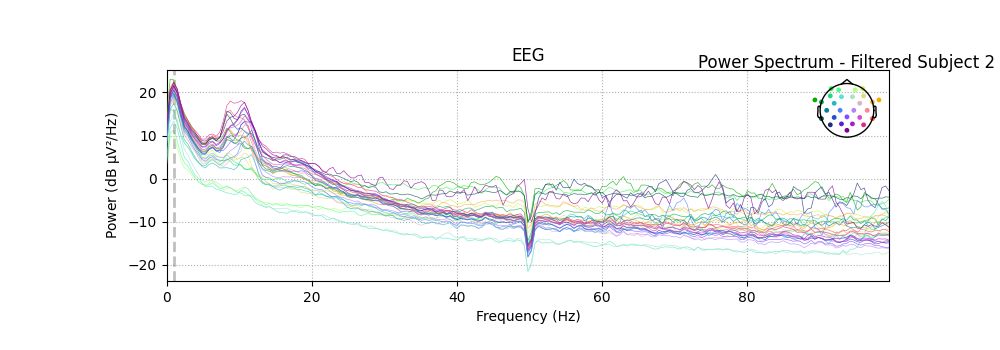 EEG
Power Spectrum - Filtered Subject 2
20
10
0
−10
−20
Power (dB µV²/Hz)
0 20 40 60 80
Frequency (Hz)